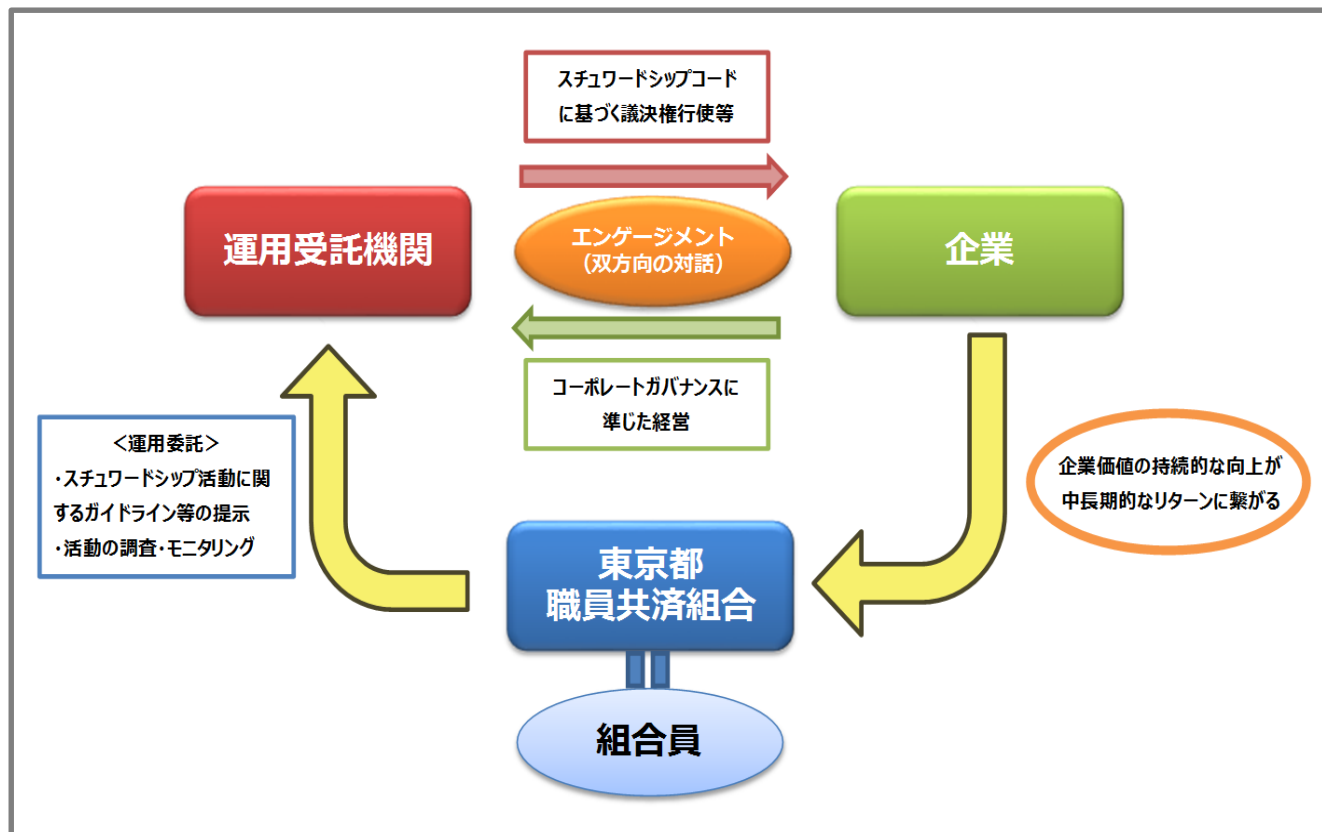 スチュワードシップコード
に基づく議決権行使等
運用受託機関
エンゲージメント
（双方向の対話）
企業
コーポレートガバナンスに
準じた経営
＜運用委託＞
・スチュワードシップ活動に関
するガイドライン等の提示
・活動の調査・モニタリング
企業価値の持続的な向上が
中長期的なリターンに繋がる
東京都
職員共済組合
組合員